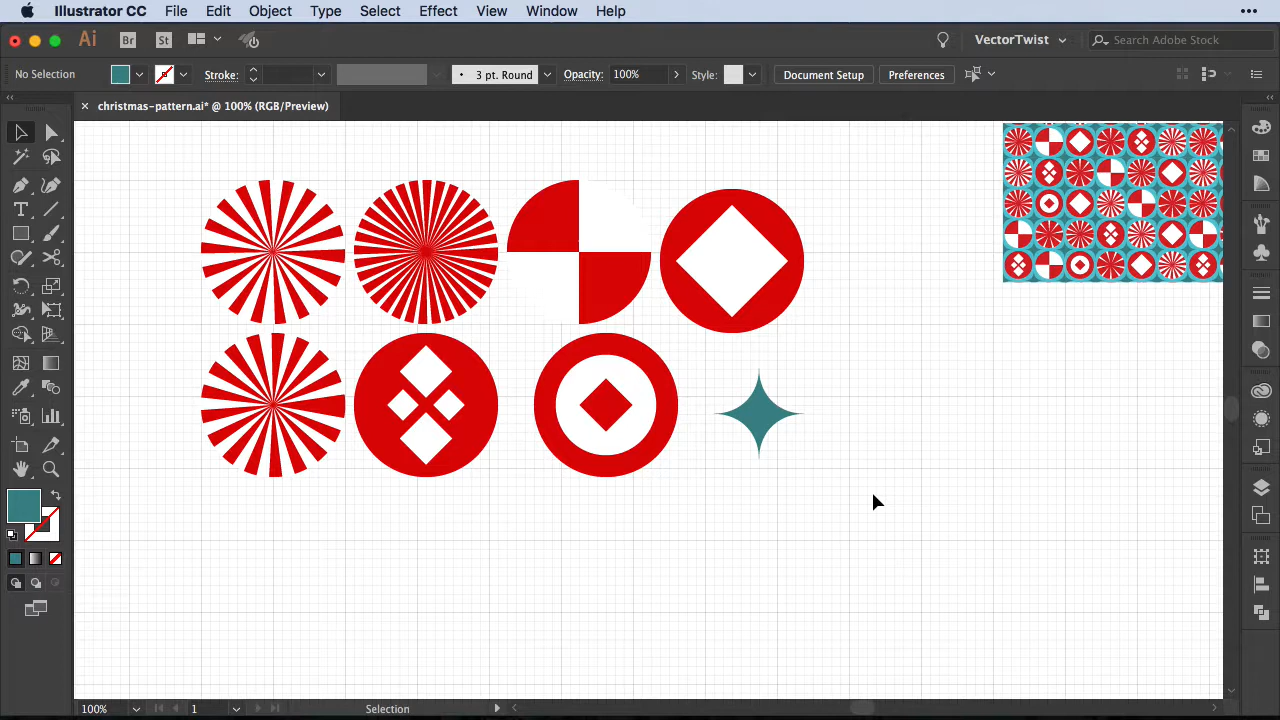 Illustrator CC File Edit Object Type Select Effect View Window Help
Ai Br St VectorTwist Search Adobe Stock
No Selection Stroke: 3 pt. Round Opacity: 100% Style: Document Setup Preferences
christmas-pattern.ai* @ 100% (RGB/Preview)
T
100% 1 Selection